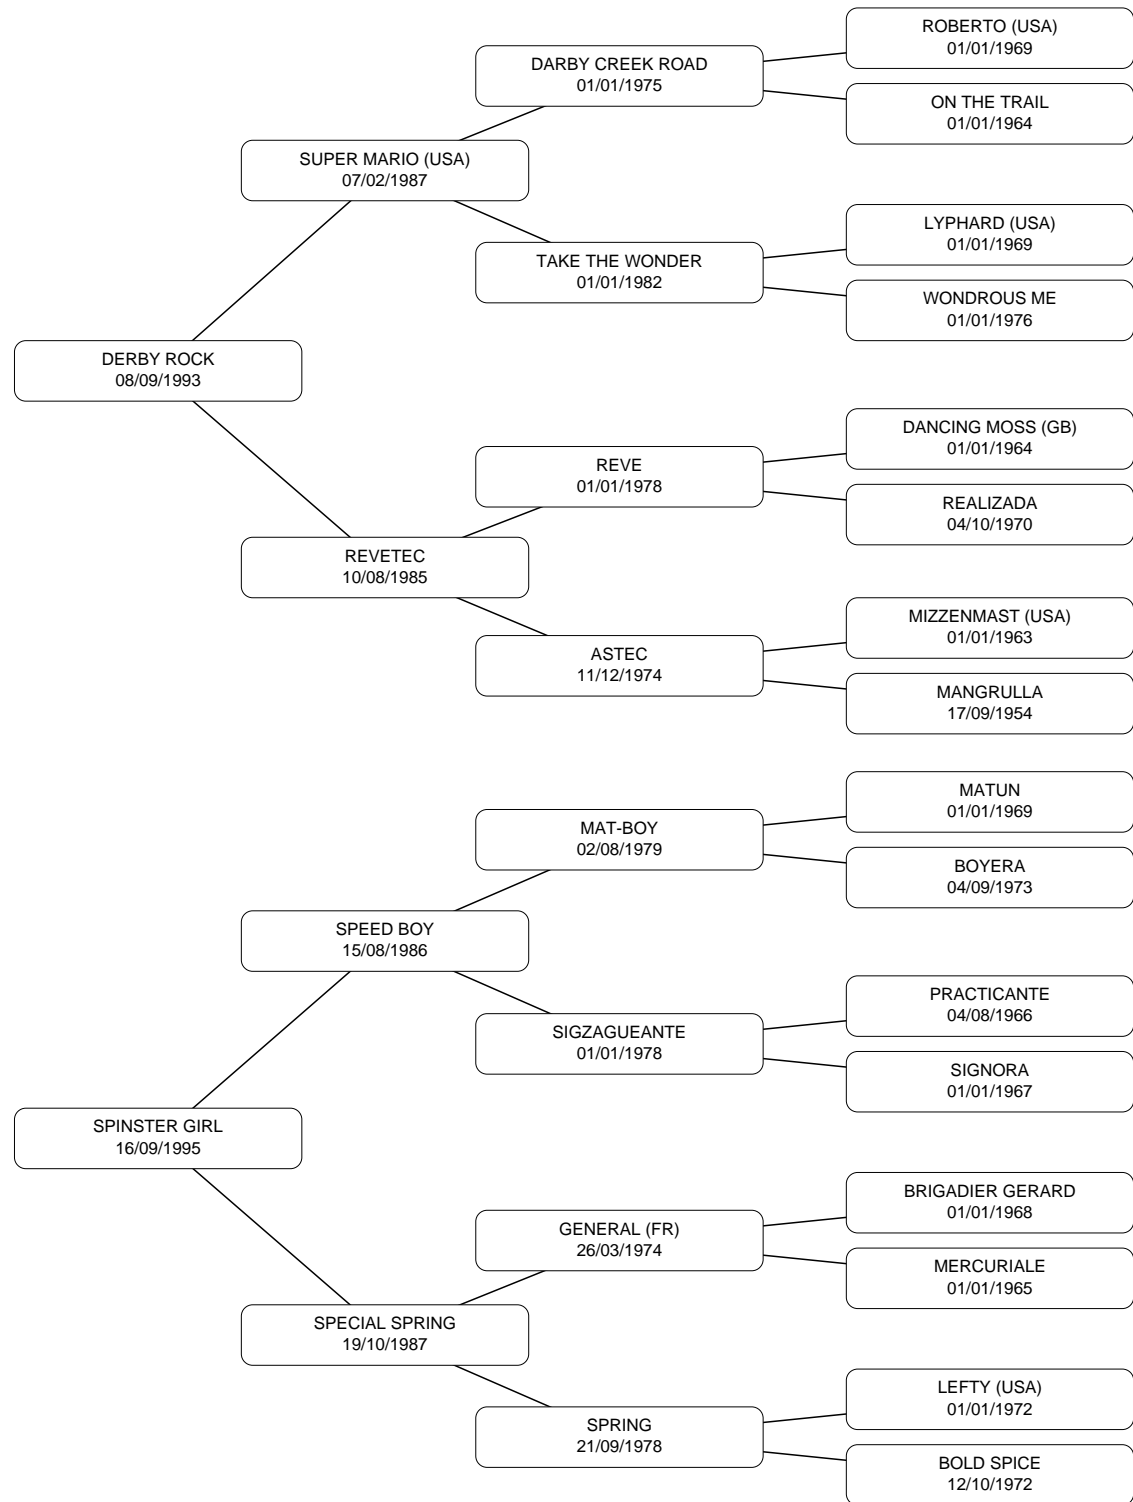 ROBERTO (USA)
01/01/1969
DARBY CREEK ROAD
01/01/1975
ON THE TRAIL
01/01/1964
SUPER MARIO (USA)
07/02/1987
LYPHARD (USA)
01/01/1969
TAKE THE WONDER
01/01/1982
WONDROUS ME
01/01/1976
DERBY ROCK
08/09/1993
DANCING MOSS (GB)
01/01/1964
REVE
01/01/1978
REALIZADA
04/10/1970
REVETEC
10/08/1985
MIZZENMAST (USA)
01/01/1963
ASTEC
11/12/1974
MANGRULLA
17/09/1954
MATUN
01/01/1969
MAT-BOY
02/08/1979
BOYERA
04/09/1973
SPEED BOY
15/08/1986
PRACTICANTE
04/08/1966
SIGZAGUEANTE
01/01/1978
SIGNORA
01/01/1967
SPINSTER GIRL
16/09/1995
BRIGADIER GERARD
01/01/1968
GENERAL (FR)
26/03/1974
MERCURIALE
01/01/1965
SPECIAL SPRING
19/10/1987
LEFTY (USA)
01/01/1972
SPRING
21/09/1978
BOLD SPICE
12/10/1972